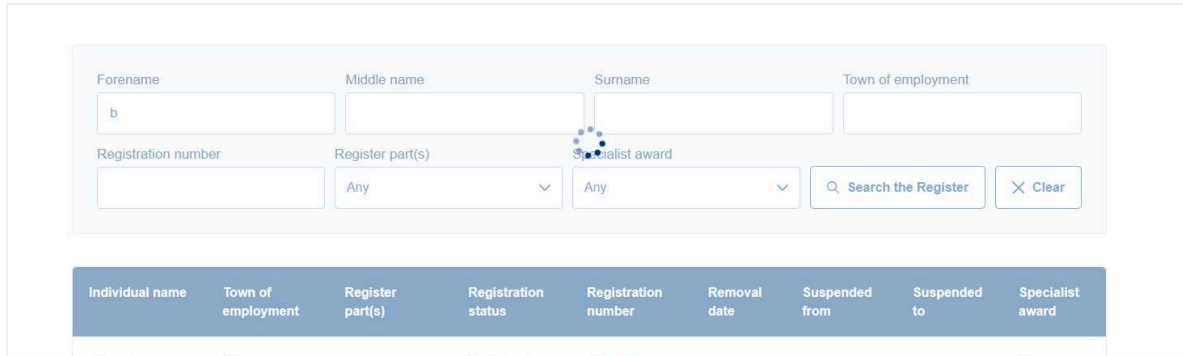 Forename Middle name Surname Town of employment
b
Registration number Register part(s) Specialist award
Any Any Search the Register Clear
Individual name Town of employment Register part(s) Registration status Registration number Removal date Suspended from Suspended to Specialist award